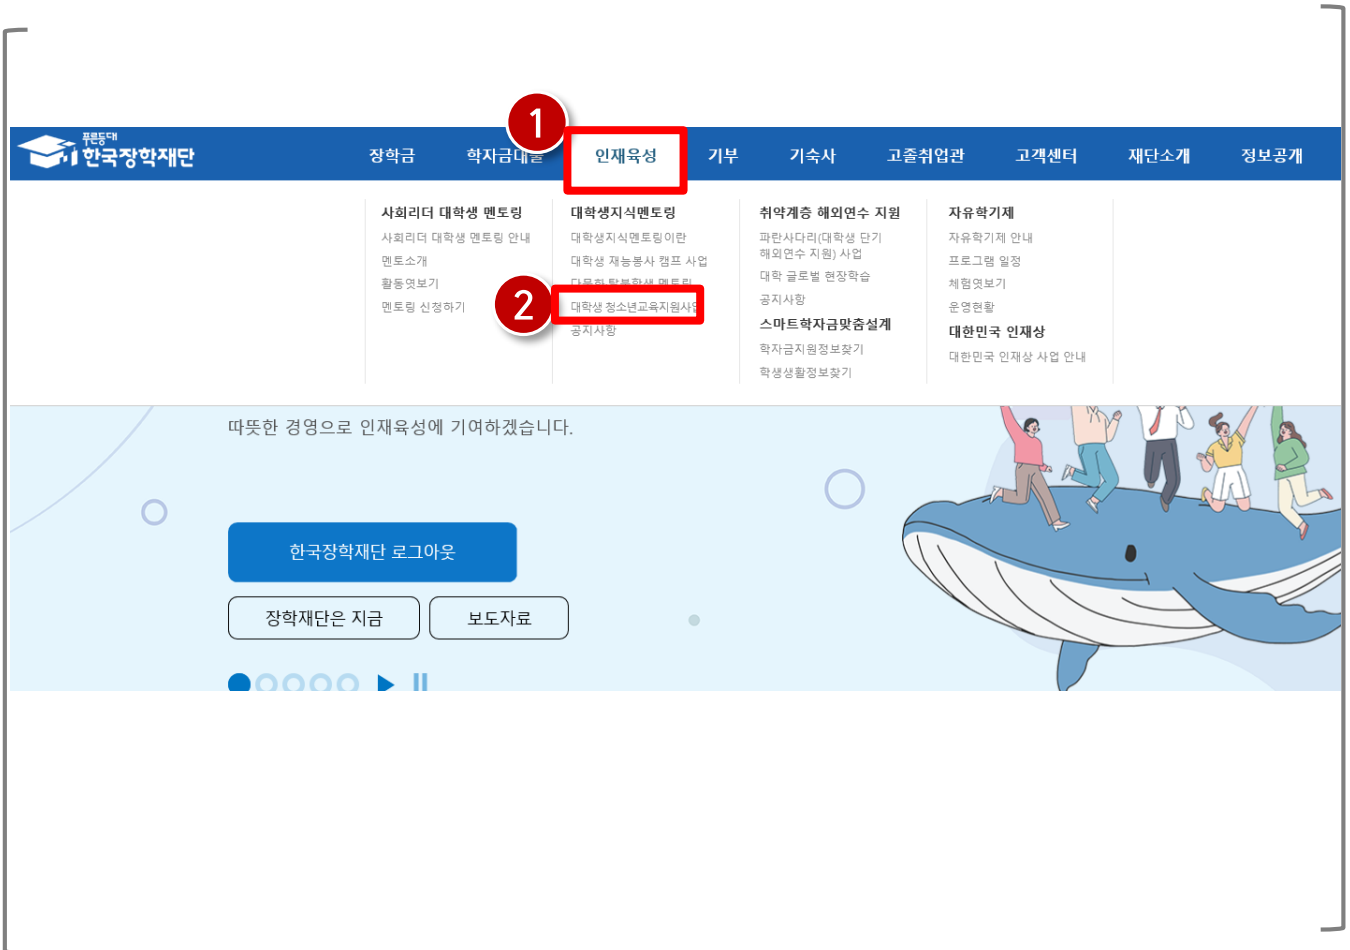 1
푸른등대
한국장학재단
장학금 학자금대출 인재육성 기부 기숙사 고졸취업관 고객센터 재단소개 정보공개
사회리더 대학생 멘토링
사회리더 대학생 멘토링 안내
멘토소개
활동엿보기
멘토링 신청하기
대학생지식멘토링
대학생지식멘토링이란
대학생 재능봉사 캠프 사업
다문화·탈북학생 멘토링
2
대학생 청소년교육지원사업
공지사항
취약계층 해외연수 지원
파란사다리(대학생 단기
해외연수 지원) 사업
대학 글로벌 현장학습
공지사항
스마트학자금맞춤설계
학자금지원정보찾기
학생생활정보찾기
자유학기제
자유학기제 안내
프로그램 일정
체험엿보기
운영현황
대한민국 인재상
대한민국 인재상 사업 안내
따뜻한 경영으로 인재육성에 기여하겠습니다.
한국장학재단 로그아웃
장학재단은 지금
보도자료